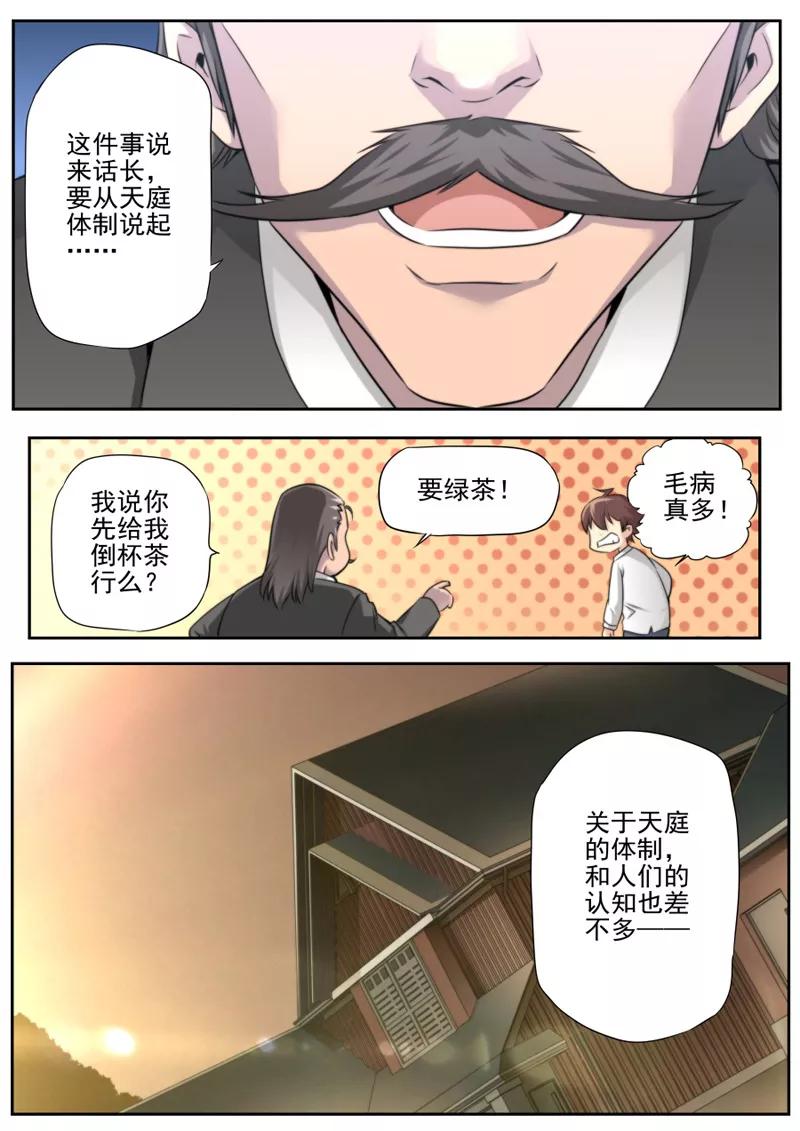 这件事说
来话长，
要从天庭
体制说起
……
我说你
先给我
倒杯茶
行么？
要绿茶！
毛病
真多！
关于天庭
的体制，
和人们的
认知也差
不多——